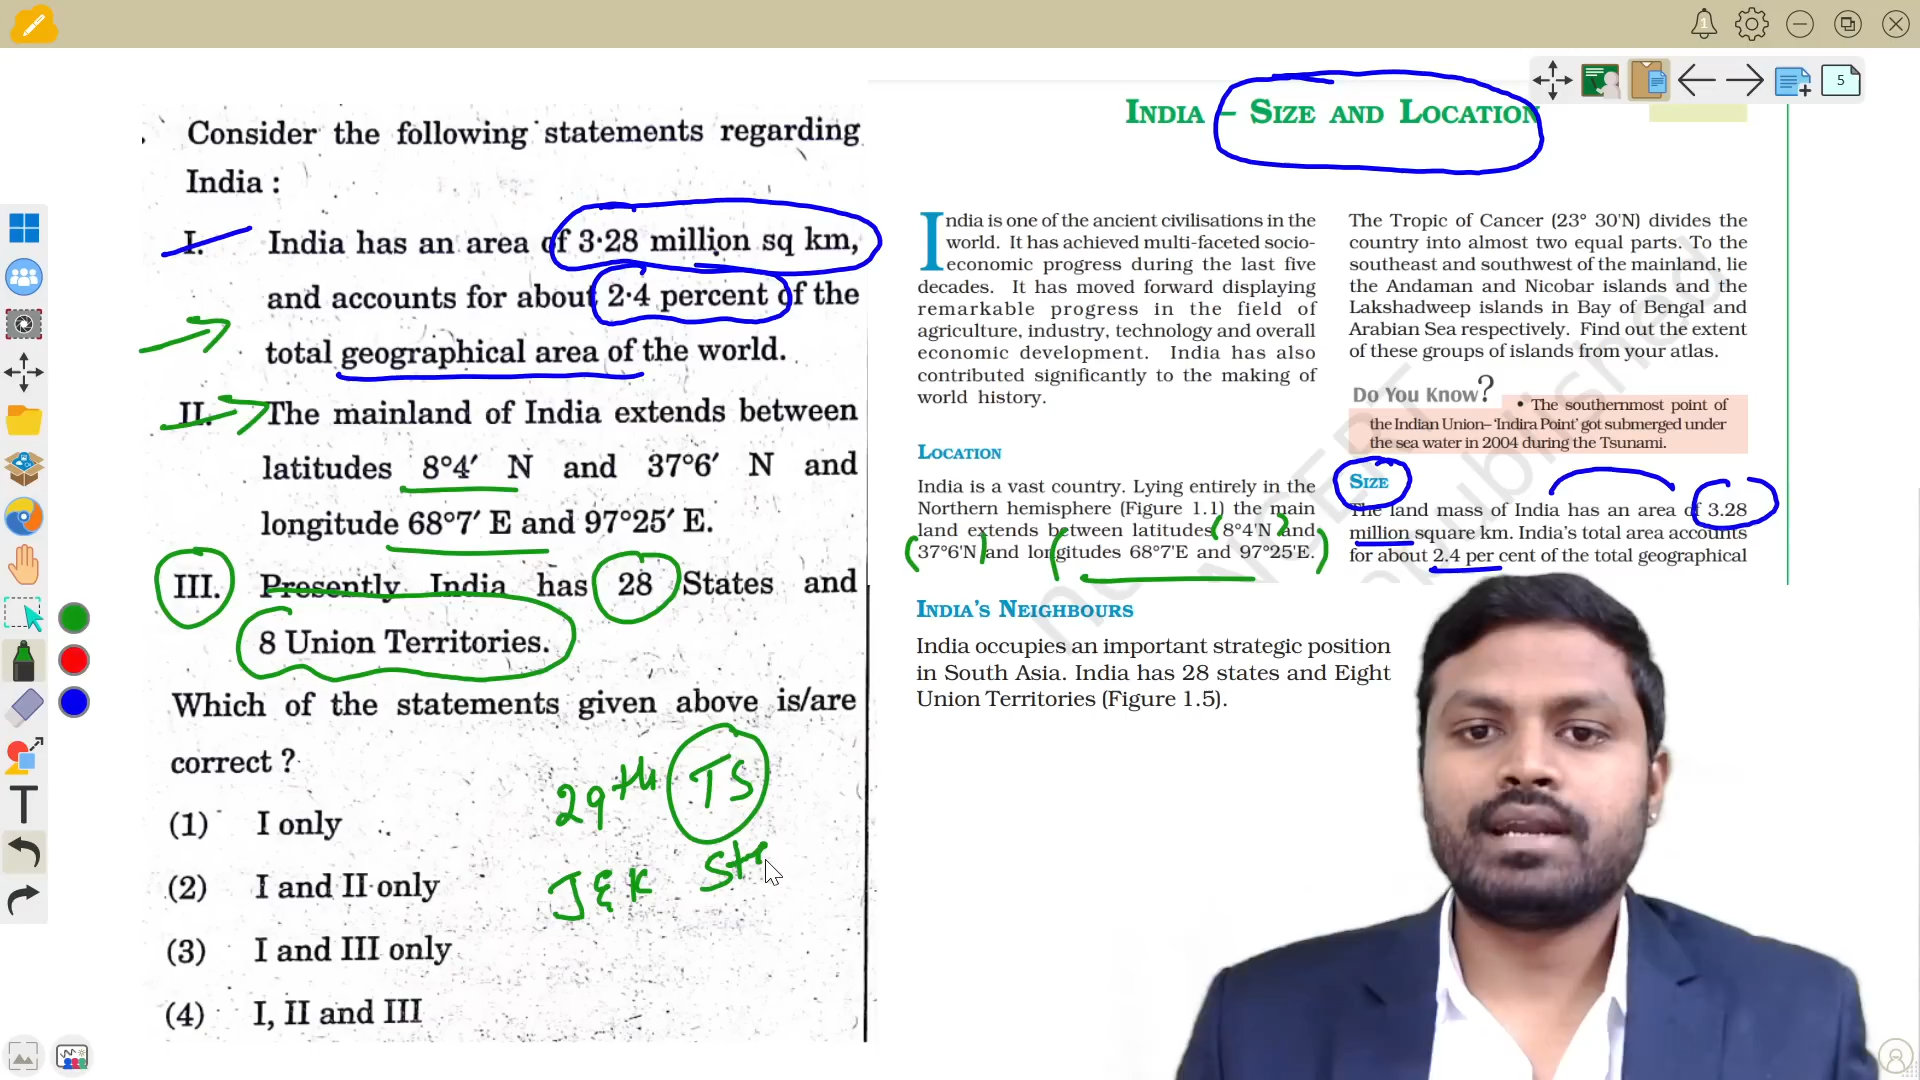 1
5
Consider the following statements regarding
India :
I. India has an area of 3·28 million sq km,
and accounts for about 2·4 percent of the
total geographical area of the world.
II. The mainland of India extends between
latitudes 8°4′ N and 37°6′ N and
longitude 68°7′ E and 97°25′ E.
III. Presently India has 28 States and
8 Union Territories.
Which of the statements given above is/are
correct ?
(1) I only
(2) I and II only
(3) I and III only
(4) I, II and III
29th TS
J&K
INDIA – SIZE AND LOCATION
India is one of the ancient civilisations in the
world. It has achieved multi-faceted socio-
economic progress during the last five
decades. It has moved forward displaying
remarkable progress in the field of
agriculture, industry, technology and overall
economic development. India has also
contributed significantly to the making of
world history.
LOCATION
India is a vast country. Lying entirely in the
Northern hemisphere (Figure 1.1) the main
land extends between latitudes 8°4'N and
37°6'N and longitudes 68°7'E and 97°25'E.
The Tropic of Cancer (23° 30'N) divides the
country into almost two equal parts. To the
southeast and southwest of the mainland, lie
the Andaman and Nicobar islands and the
Lakshadweep islands in Bay of Bengal and
Arabian Sea respectively. Find out the extent
of these groups of islands from your atlas.
Do You Know?
• The southernmost point of
the Indian Union– ‘Indira Point’ got submerged under
the sea water in 2004 during the Tsunami.
SIZE
The land mass of India has an area of 3.28
million square km. India’s total area accounts
for about 2.4 per cent of the total geographical
INDIA’S NEIGHBOURS
India occupies an important strategic position
in South Asia. India has 28 states and Eight
Union Territories (Figure 1.5).